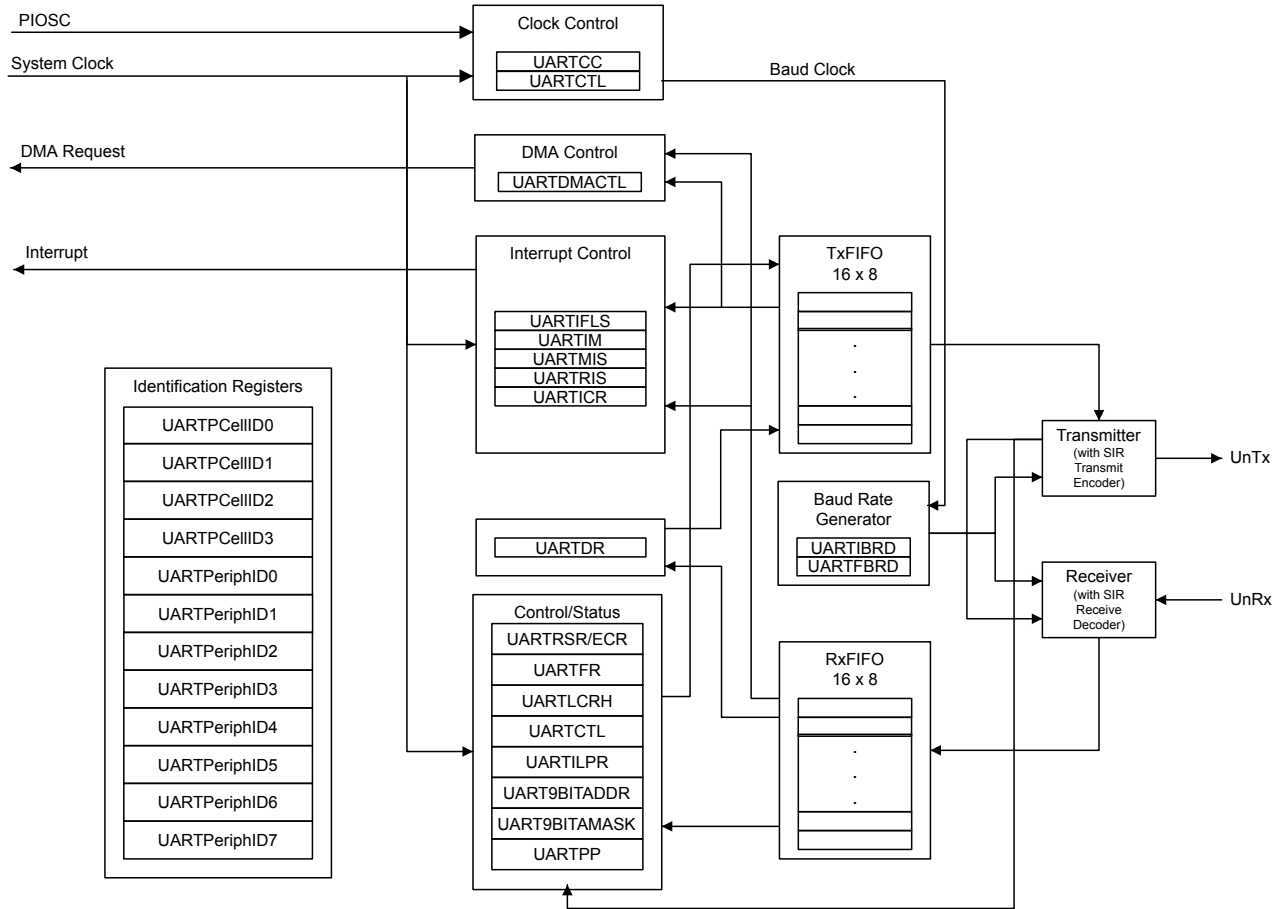 PIOSC
System Clock
Clock Control
UARTCC
UARTCTL
Baud Clock
DMA Request
DMA Control
UARTDMACTL
Interrupt
Interrupt Control
UARTIFLS
UARTIM
UARTMIS
UARTRIS
UARTICR
TxFIFO
16 x 8
.
.
.
Identification Registers
UARTPCellID0
UARTPCellID1
UARTPCellID2
UARTPCellID3
UARTPeriphID0
UARTPeriphID1
UARTPeriphID2
UARTPeriphID3
UARTPeriphID4
UARTPeriphID5
UARTPeriphID6
UARTPeriphID7
Transmitter
(with SIR
Transmit
Encoder)
UnTx
Baud Rate
Generator
UARTIBRD
UARTFBRD
UARTDR
Receiver
(with SIR
Receive
Decoder)
UnRx
Control/Status
UARTRSR/ECR
UARTFR
UARTLCRH
UARTCTL
UARTILPR
UART9BITADDR
UART9BITAMASK
UARTPP
RxFIFO
16 x 8
.
.
.